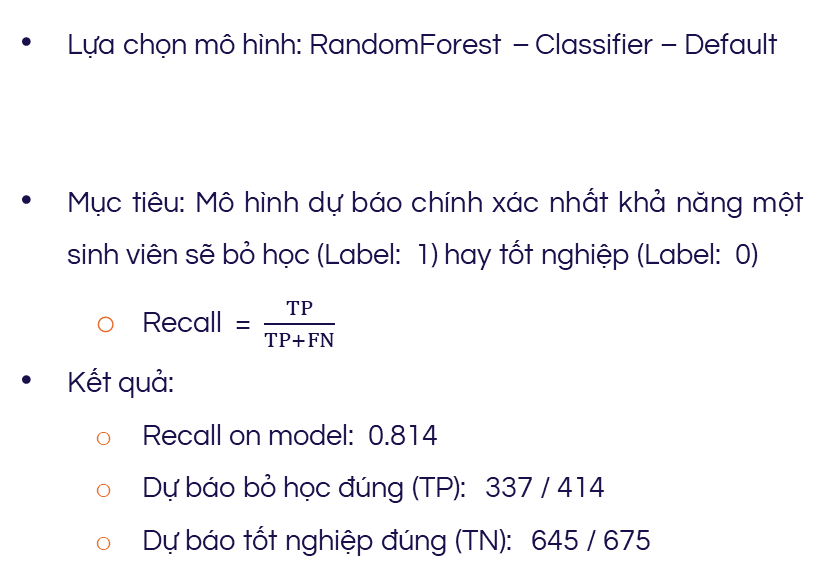 • Lựa chọn mô hình: RandomForest – Classifier – Default
• Mục tiêu: Mô hình dự báo chính xác nhất khả năng một
sinh viên sẽ bỏ học (Label: 1) hay tốt nghiệp (Label: 0)
o Recall = TP/(TP+FN)
• Kết quả:
o Recall on model: 0.814
o Dự báo bỏ học đúng (TP): 337 / 414
o Dự báo tốt nghiệp đúng (TN): 645 / 675